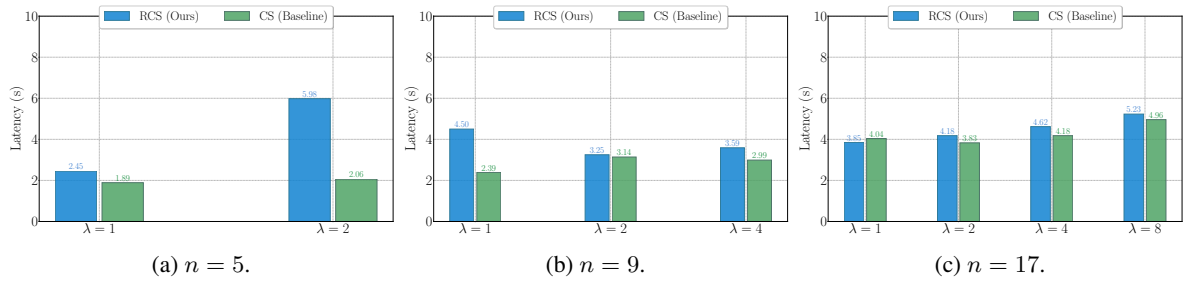 RCS (Ours) CS (Baseline)
Latency (s)
10
8
6
4
2
0
2.45
1.89
5.98
2.06
λ = 1
λ = 2
(a) n = 5.
RCS (Ours) CS (Baseline)
Latency (s)
10
8
6
4
2
0
4.50
2.39
3.25
3.14
3.59
2.99
λ = 1
λ = 2
λ = 4
(b) n = 9.
RCS (Ours) CS (Baseline)
Latency (s)
10
8
6
4
2
0
3.85
4.04
4.18
3.83
4.62
4.18
5.23
4.96
λ = 1
λ = 2
λ = 4
λ = 8
(c) n = 17.